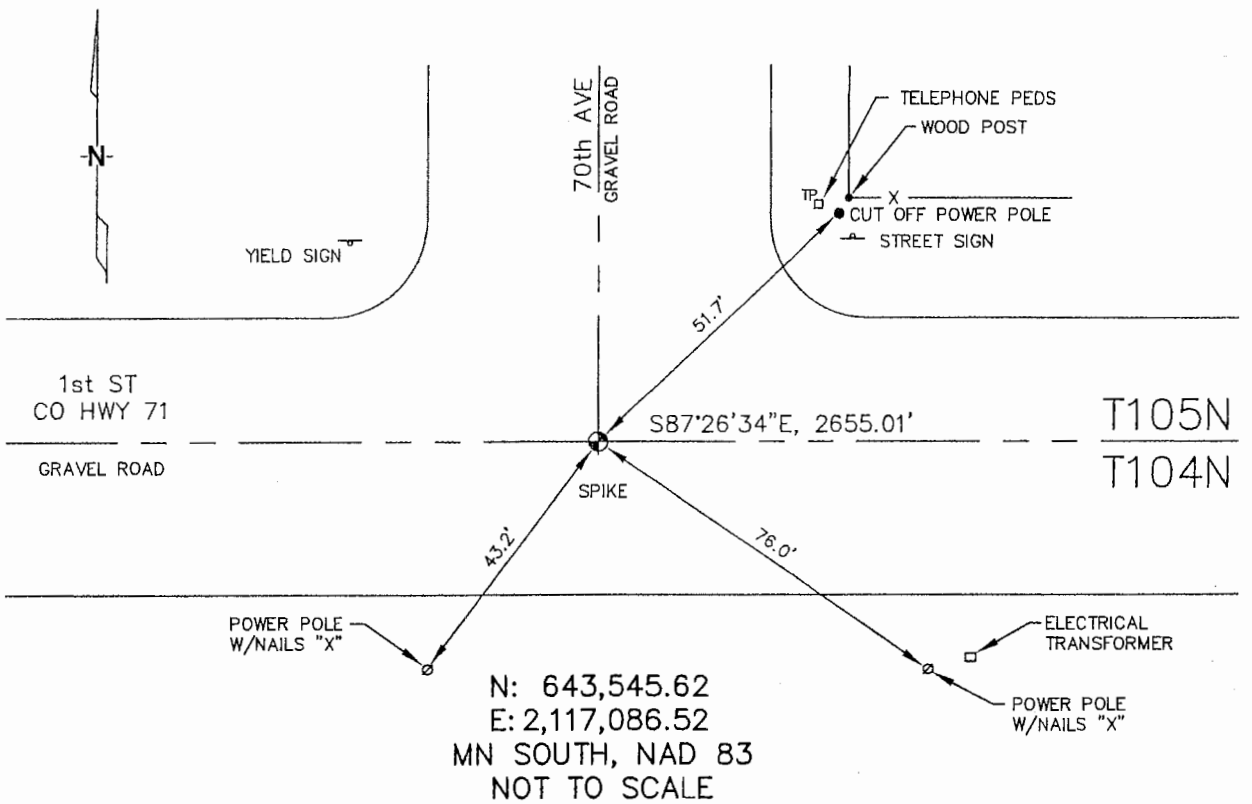 N
70th AVE
GRAVEL ROAD
TELEPHONE PEDS
WOOD POST
TP
X
CUT OFF POWER POLE
STREET SIGN
YIELD SIGN
51.7'
1st ST
CO HWY 71
GRAVEL ROAD
S87°26'34"E, 2655.01'
T105N
T104N
SPIKE
43.2'
76.0'
POWER POLE
W/NAILS "X"
ELECTRICAL
TRANSFORMER
POWER POLE
W/NAILS "X"
N: 643,545.62
E: 2,117,086.52
MN SOUTH, NAD 83
NOT TO SCALE